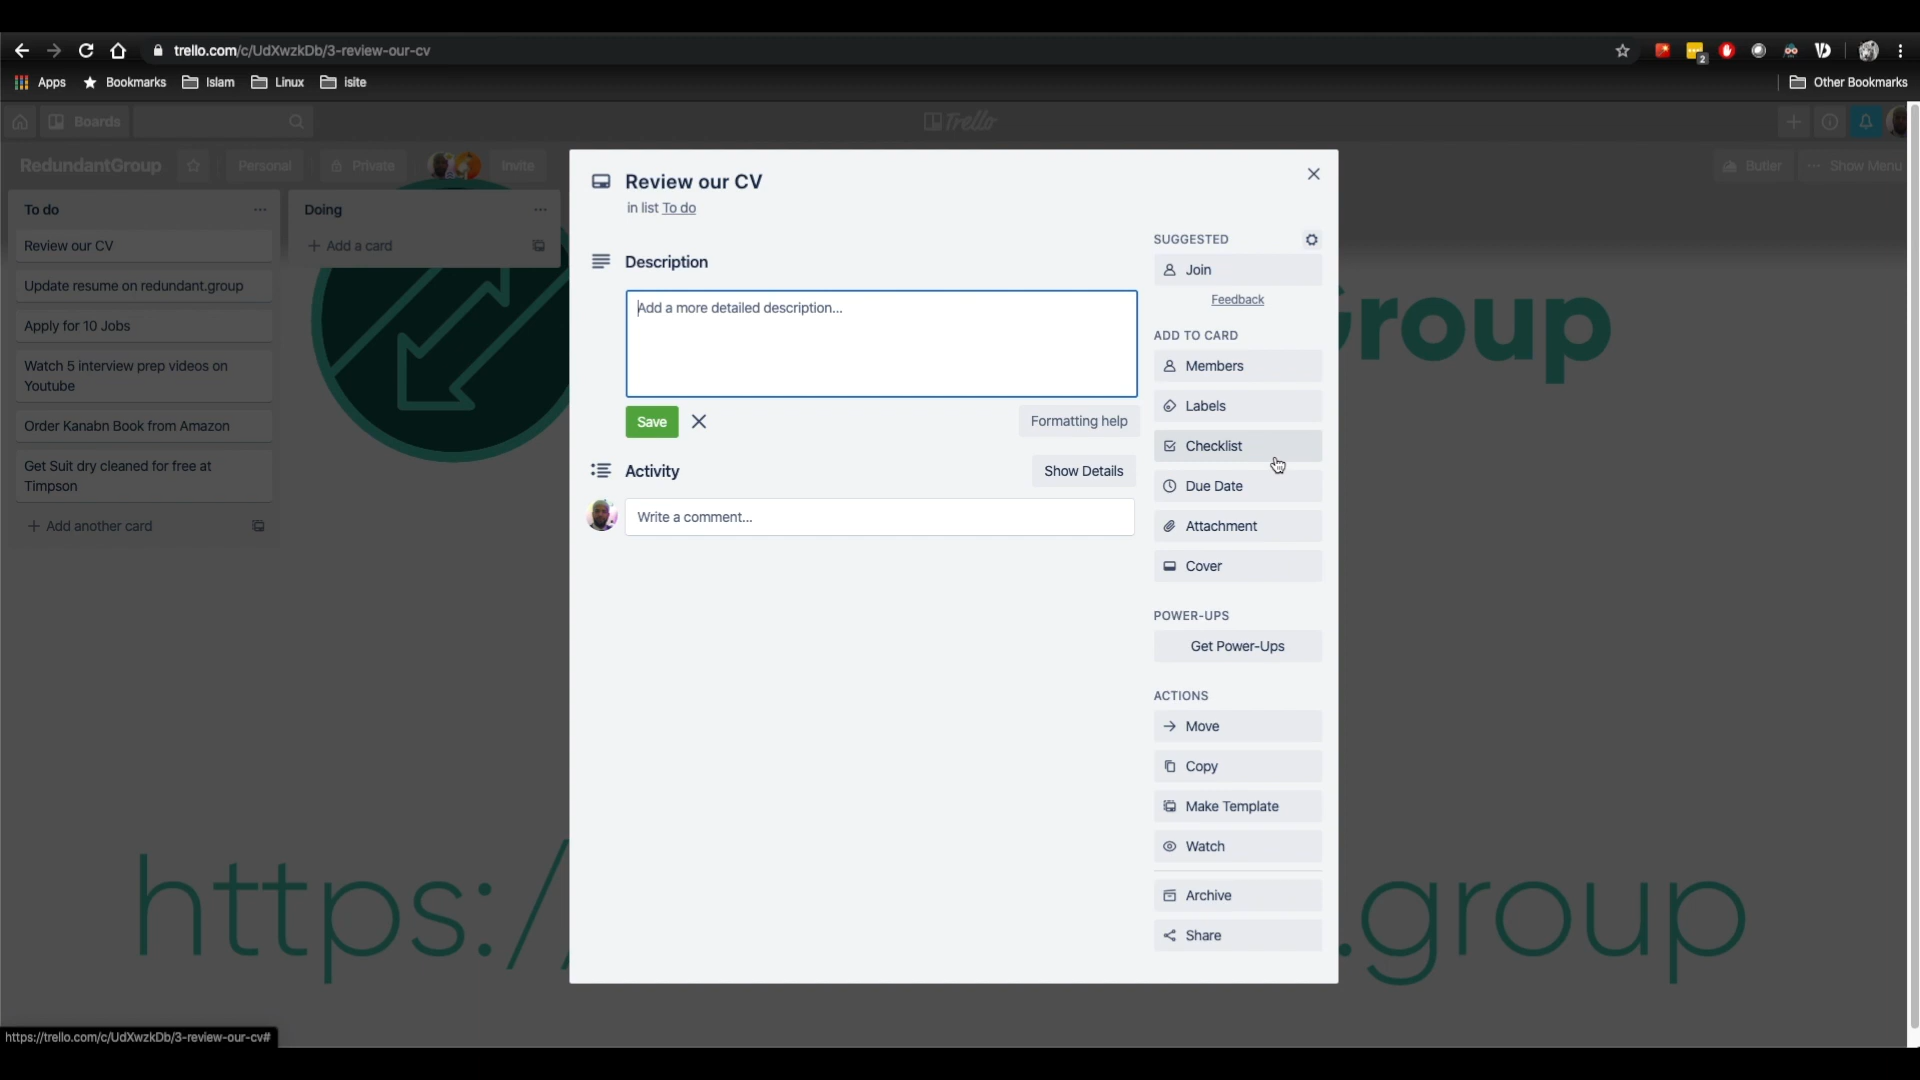 trello.com/c/UdXwzkDb/3-review-our-cv
2
Apps Bookmarks Islam Linux isite Other Bookmarks
Boards Trello
RedundantGroup Personal Private Invite Butler Show Menu
To do
Review our CV
Update resume on redundant.group
Apply for 10 Jobs
Watch 5 interview prep videos on
Youtube
Order Kanabn Book from Amazon
Get Suit dry cleaned for free at
Timpson
+ Add another card
Doing
+ Add a card
Review our CV
in list To do
Description
Add a more detailed description...
Save
Formatting help
Activity
Show Details
Write a comment...
SUGGESTED
Join
Feedback
ADD TO CARD
Members
Labels
Checklist
Due Date
Attachment
Cover
POWER-UPS
Get Power-Ups
ACTIONS
Move
Copy
Make Template
Watch
Archive
Share
roup
https:/ .group
https://trello.com/c/UdXwzkDb/3-review-our-cv#